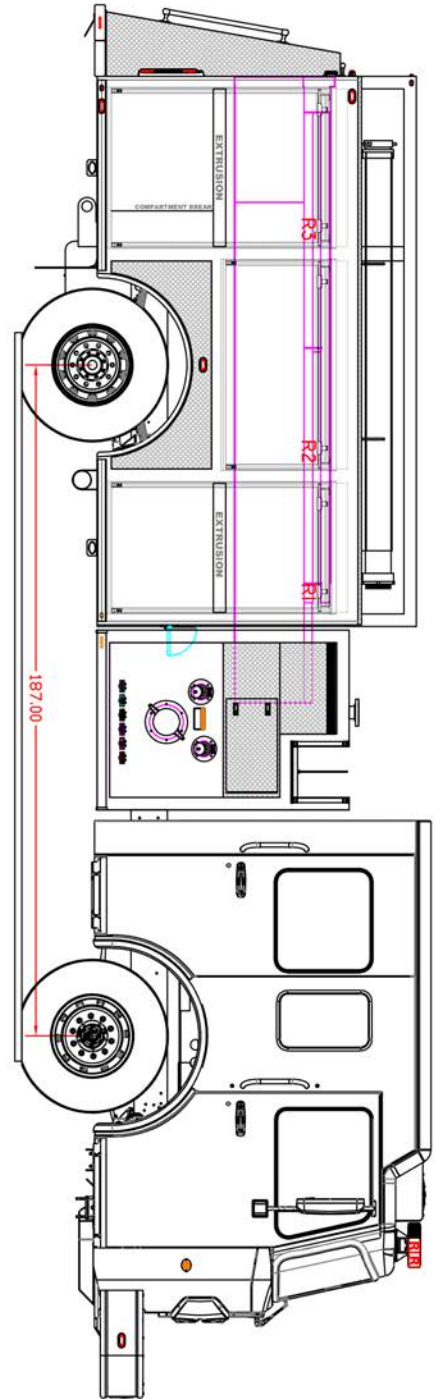 R3
R2
R1
EXTRUSION
EXTRUSION
COMPARTMENT BREAK
187.00